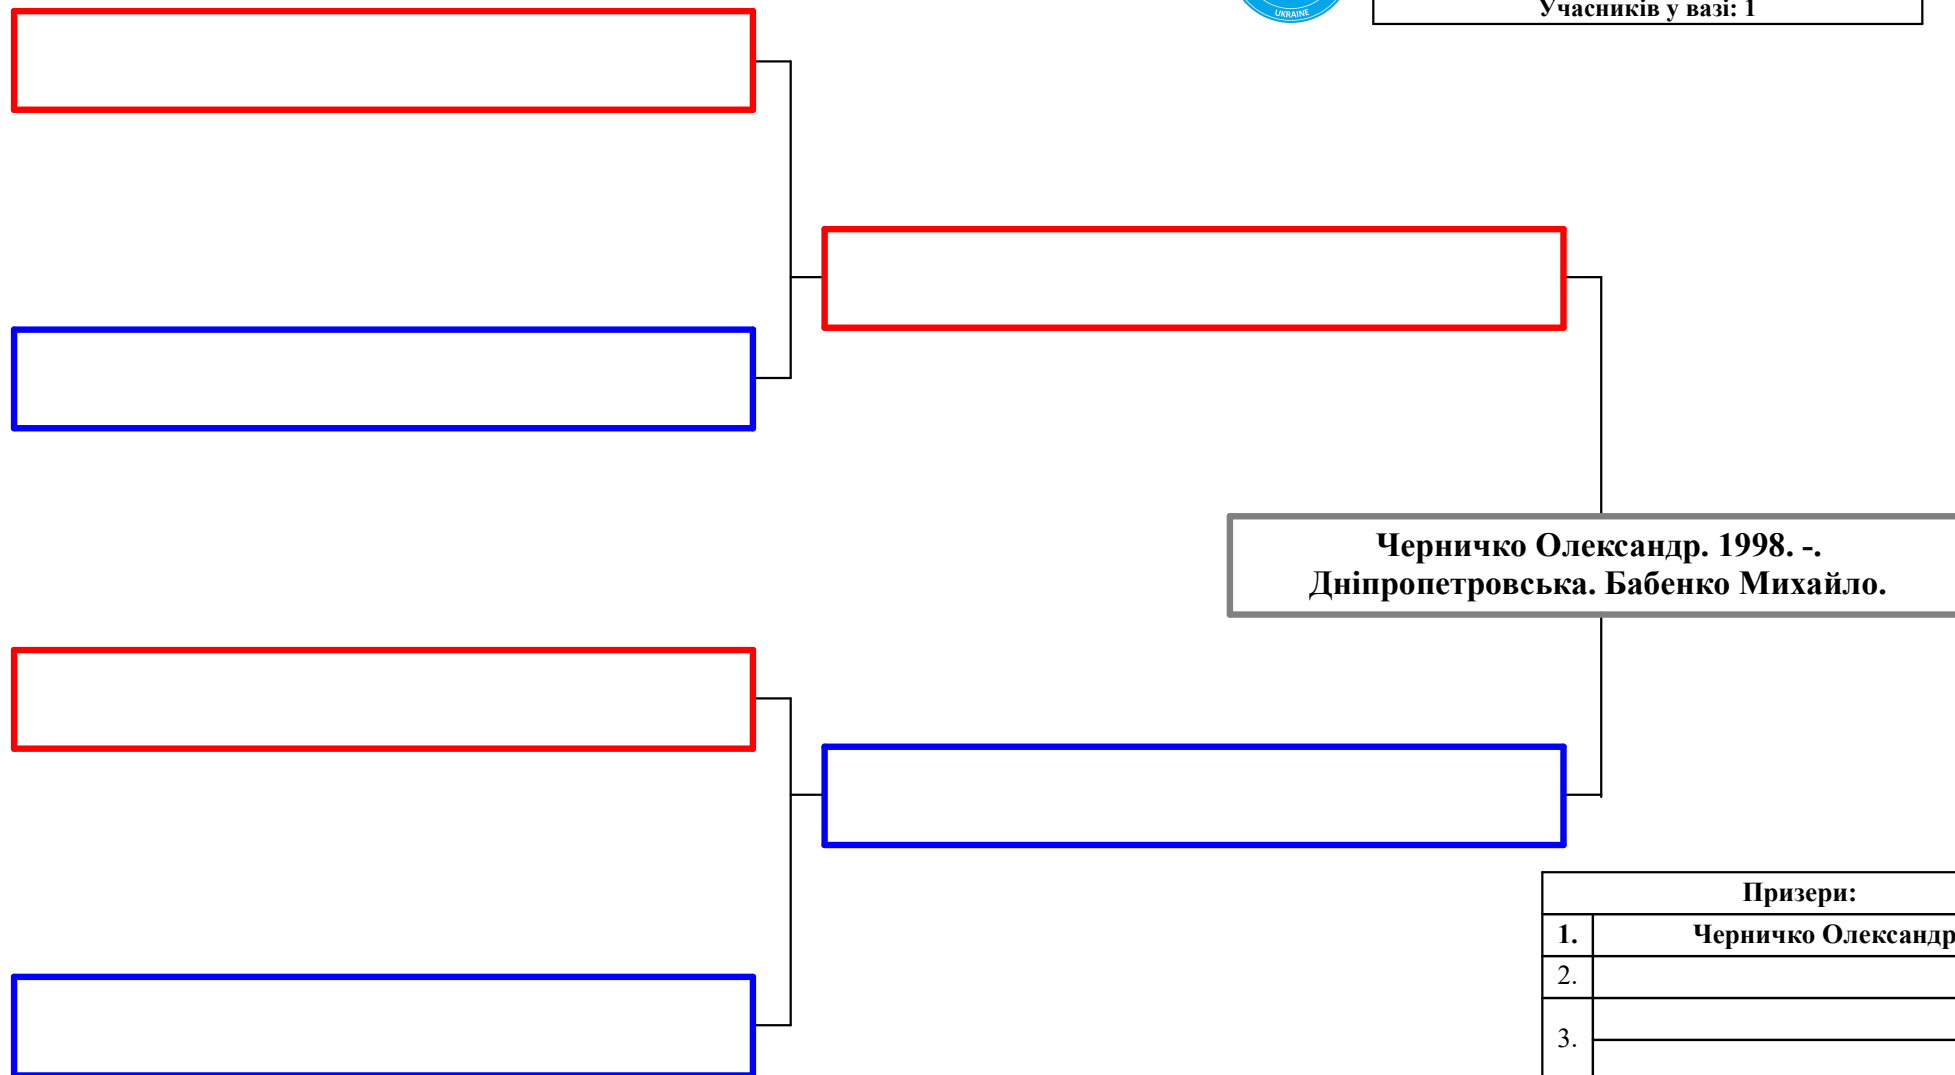 UKRAINE
Учасників у вазі: 1
Черничко Олександр. 1998. -.
Дніпропетровська. Бабенко Михайло.
Призери:
1. Черничко Олександр
2.
3.